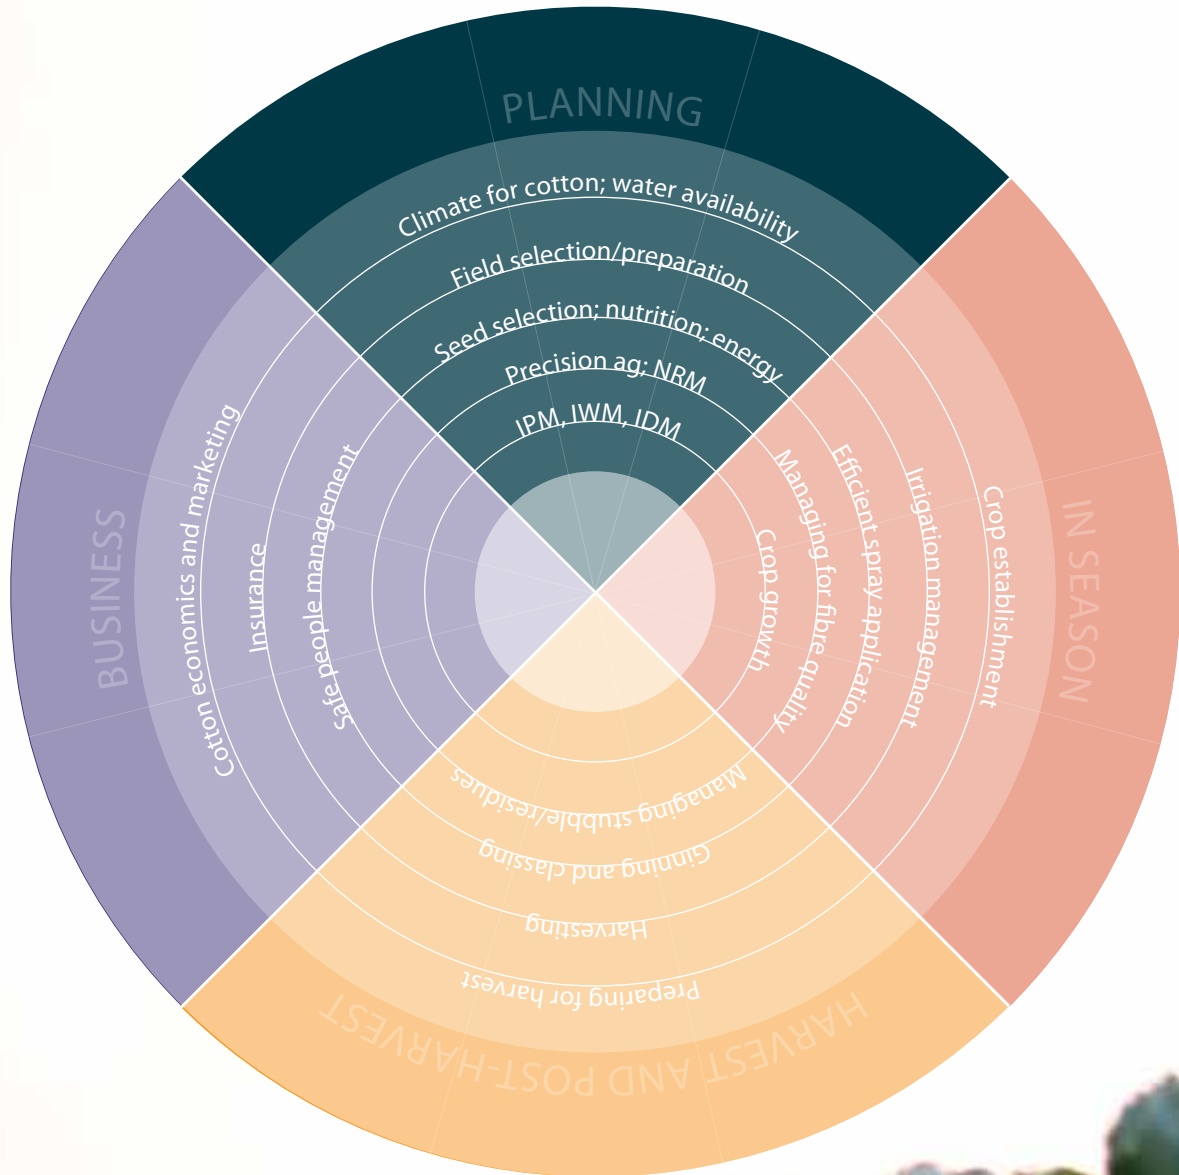 PLANNING
Climate for cotton; water availability
Field selection/preparation
Seed selection; nutrition; energy
Precision ag; NRM
IPM, IWM, IDM
IN SEASON
Crop establishment
Irrigation management
Efficient spray application
Managing for fibre quality
Crop growth
HARVEST AND POST-HARVEST
Preparing for harvest
Harvesting
Ginning and classing
Managing stubble/residues
BUSINESS
Cotton economics and marketing
Insurance
Safe people management